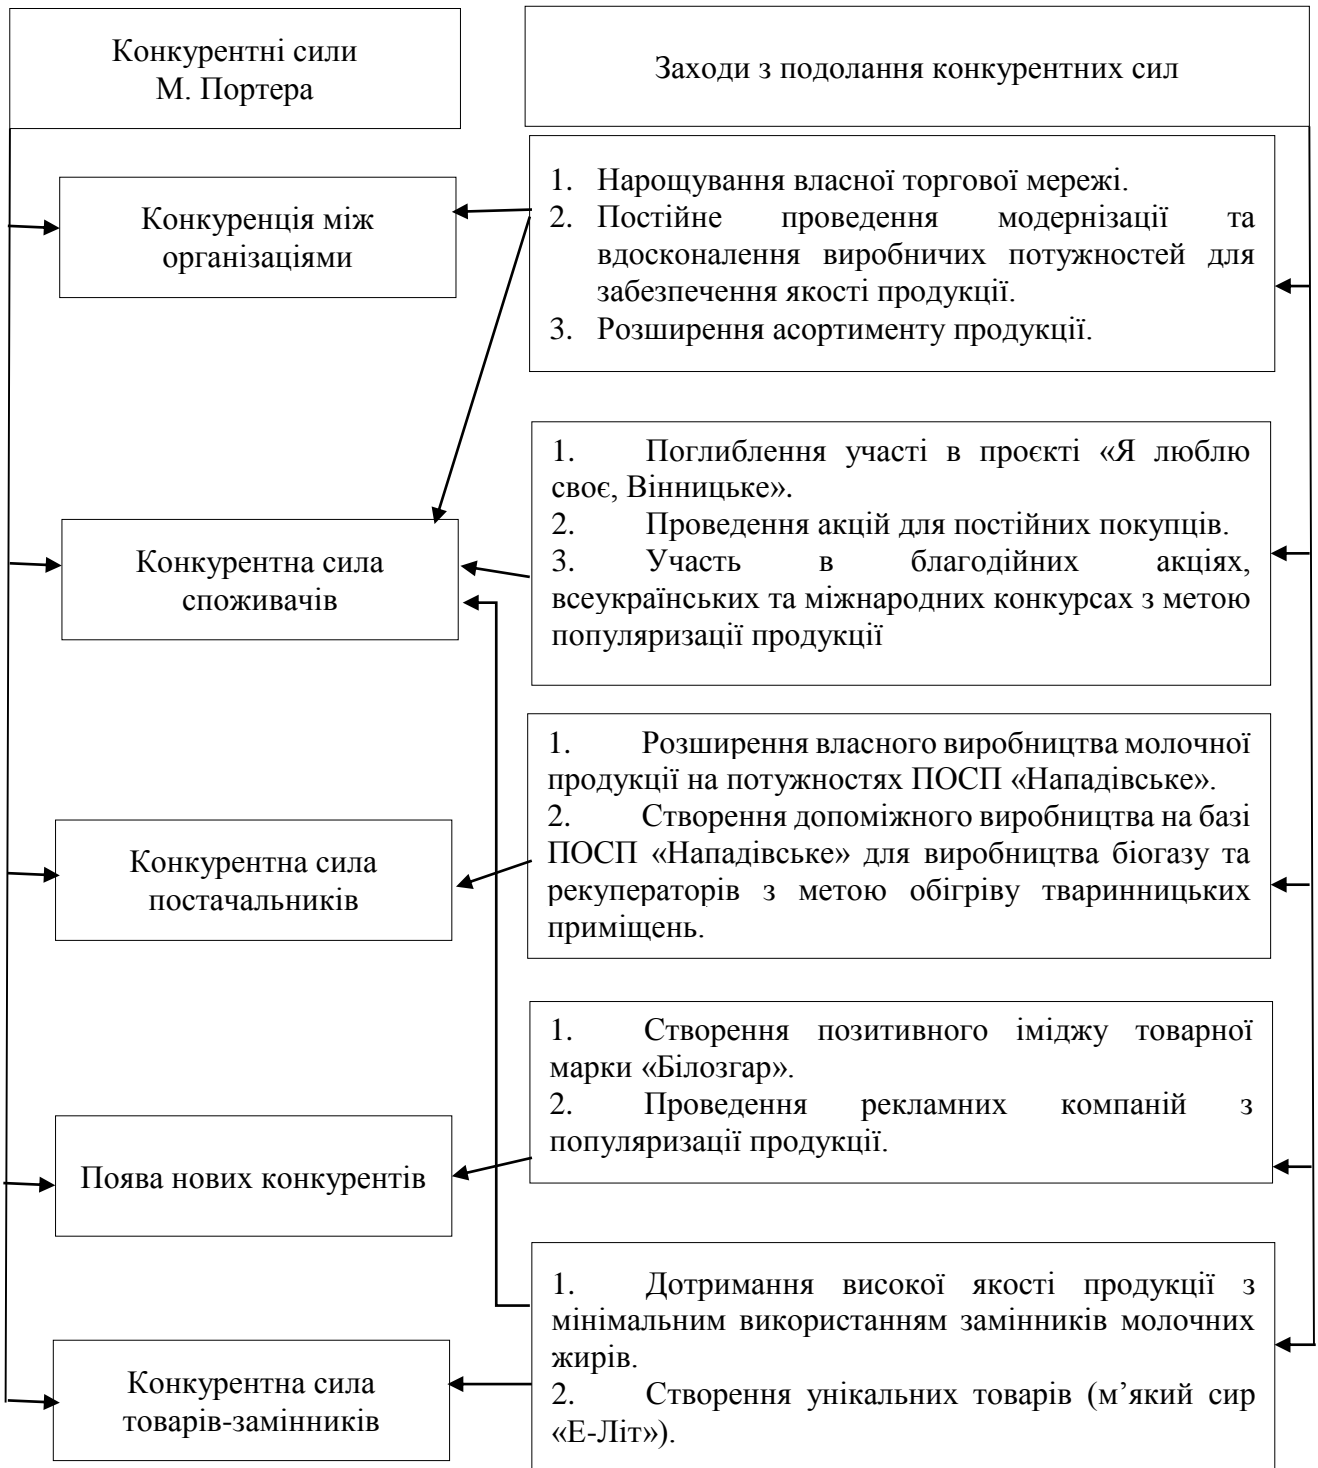 Конкурентні сили
М. Портера
Заходи з подолання конкурентних сил
Конкуренція між
організаціями
1. Нарощування власної торгової мережі.
2. Постійне проведення модернізації та
вдосконалення виробничих потужностей для
забезпечення якості продукції.
3. Розширення асортименту продукції.
Конкурентна сила
споживачів
1. Поглиблення участі в проєкті «Я люблю
своє, Вінницьке».
2. Проведення акцій для постійних покупців.
3. Участь в благодійних акціях,
всеукраїнських та міжнародних конкурсах з метою
популяризації продукції
Конкурентна сила
постачальників
1. Розширення власного виробництва молочної
продукції на потужностях ПОСП «Нападівське».
2. Створення допоміжного виробництва на базі
ПОСП «Нападівське» для виробництва біогазу та
рекуператорів з метою обігріву тваринницьких
приміщень.
Поява нових конкурентів
1. Створення позитивного іміджу товарної
марки «Білозгар».
2. Проведення рекламних компаній з
популяризації продукції.
Конкурентна сила
товарів-замінників
1. Дотримання високої якості продукції з
мінімальним використанням замінників молочних
жирів.
2. Створення унікальних товарів (м’який сир
«Е-Літ»).